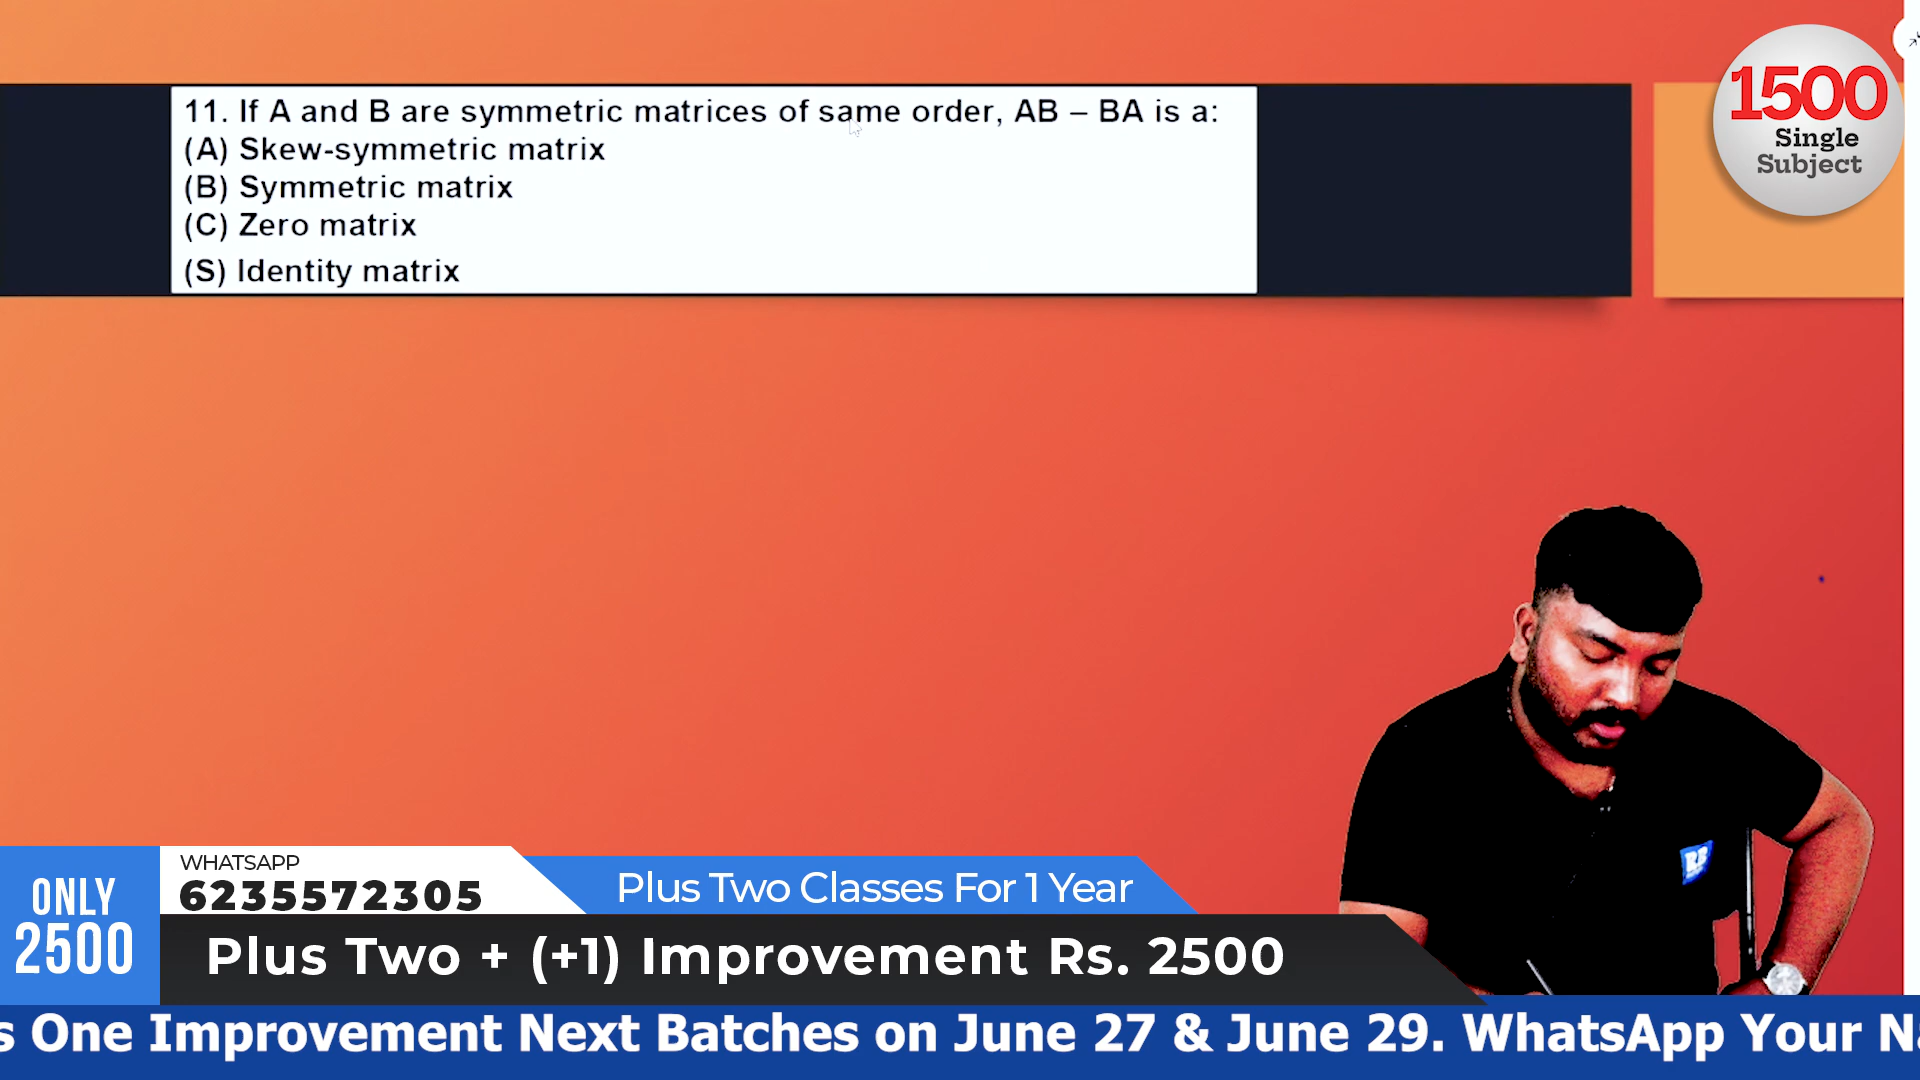 11. If A and B are symmetric matrices of same order, AB – BA is a:
(A) Skew-symmetric matrix
(B) Symmetric matrix
(C) Zero matrix
(S) Identity matrix
1500
Single
Subject
ONLY
2500
WHATSAPP
6235572305
Plus Two Classes For 1 Year
Plus Two + (+1) Improvement Rs. 2500
s One Improvement Next Batches on June 27 & June 29. WhatsApp Your